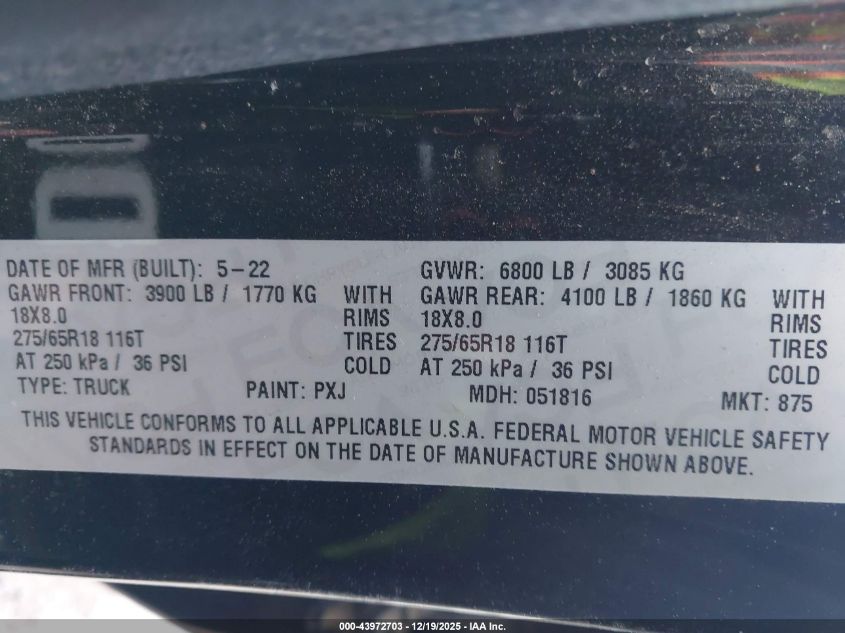 DATE OF MFR (BUILT): 5-22 GVWR: 6800 LB / 3085 KG
GAWR FRONT: 3900 LB / 1770 KG WITH GAWR REAR: 4100 LB / 1860 KG WITH
18X8.0 RIMS 18X8.0 RIMS
275/65R18 116T TIRES 275/65R18 116T TIRES
AT 250 kPa / 36 PSI COLD AT 250 kPa / 36 PSI COLD
TYPE: TRUCK PAINT: PXJ MDH: 051816 MKT: 875
THIS VEHICLE CONFORMS TO ALL APPLICABLE U.S.A. FEDERAL MOTOR VEHICLE SAFETY
STANDARDS IN EFFECT ON THE DATE OF MANUFACTURE SHOWN ABOVE.
000-43972703 - 12/19/2025 - IAA Inc.